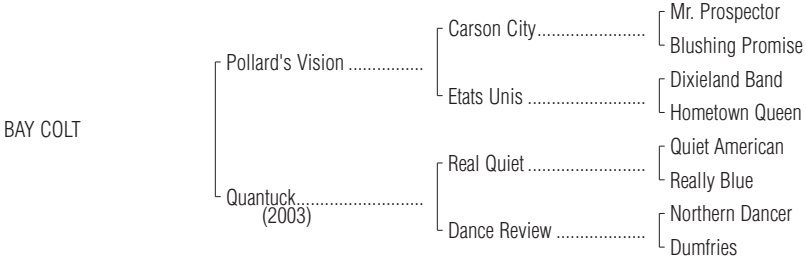 Mr. Prospector
Carson City.......................
Blushing Promise
Pollard's Vision ................
Dixieland Band
Etats Unis .........................
Hometown Queen
BAY COLT
Quiet American
Real Quiet.........................
Really Blue
Quantuck...........................
(2003)
Northern Dancer
Dance Review ...................
Dumfries